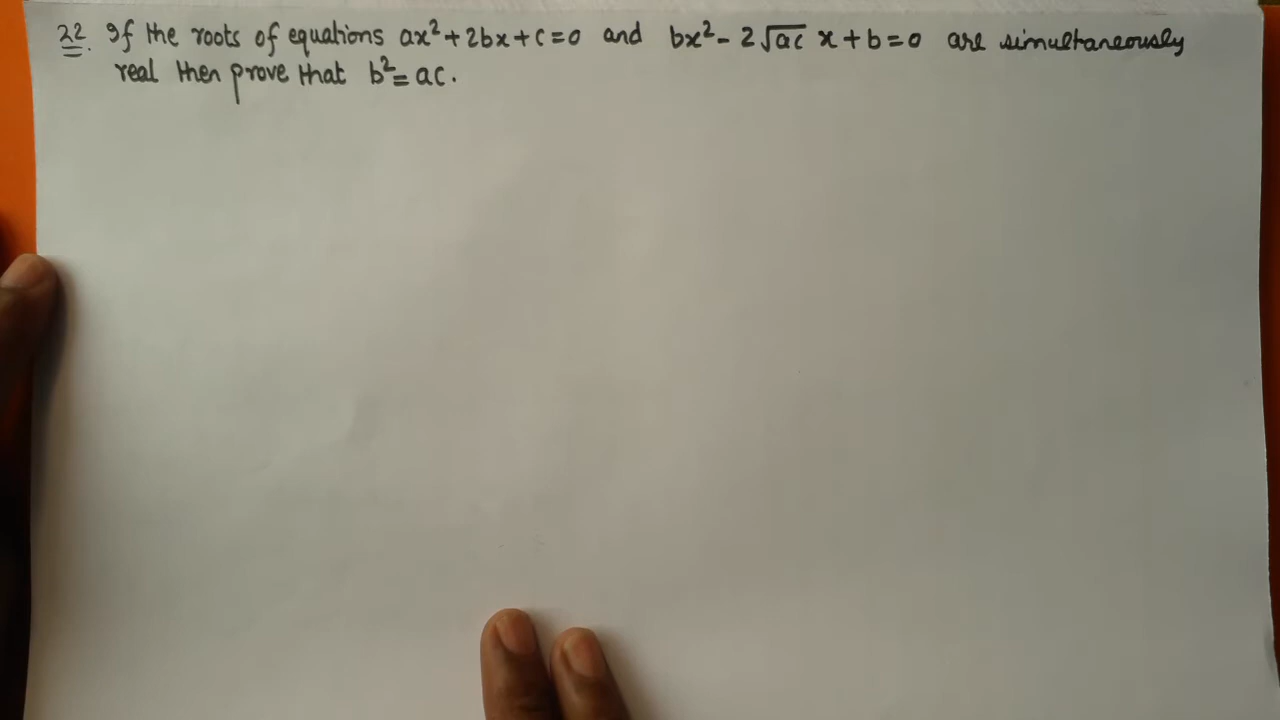 22. If the roots of equations ax²+2bx+c=0 and bx²-2√ac x+b=0 are simultaneously
real then prove that b²=ac.